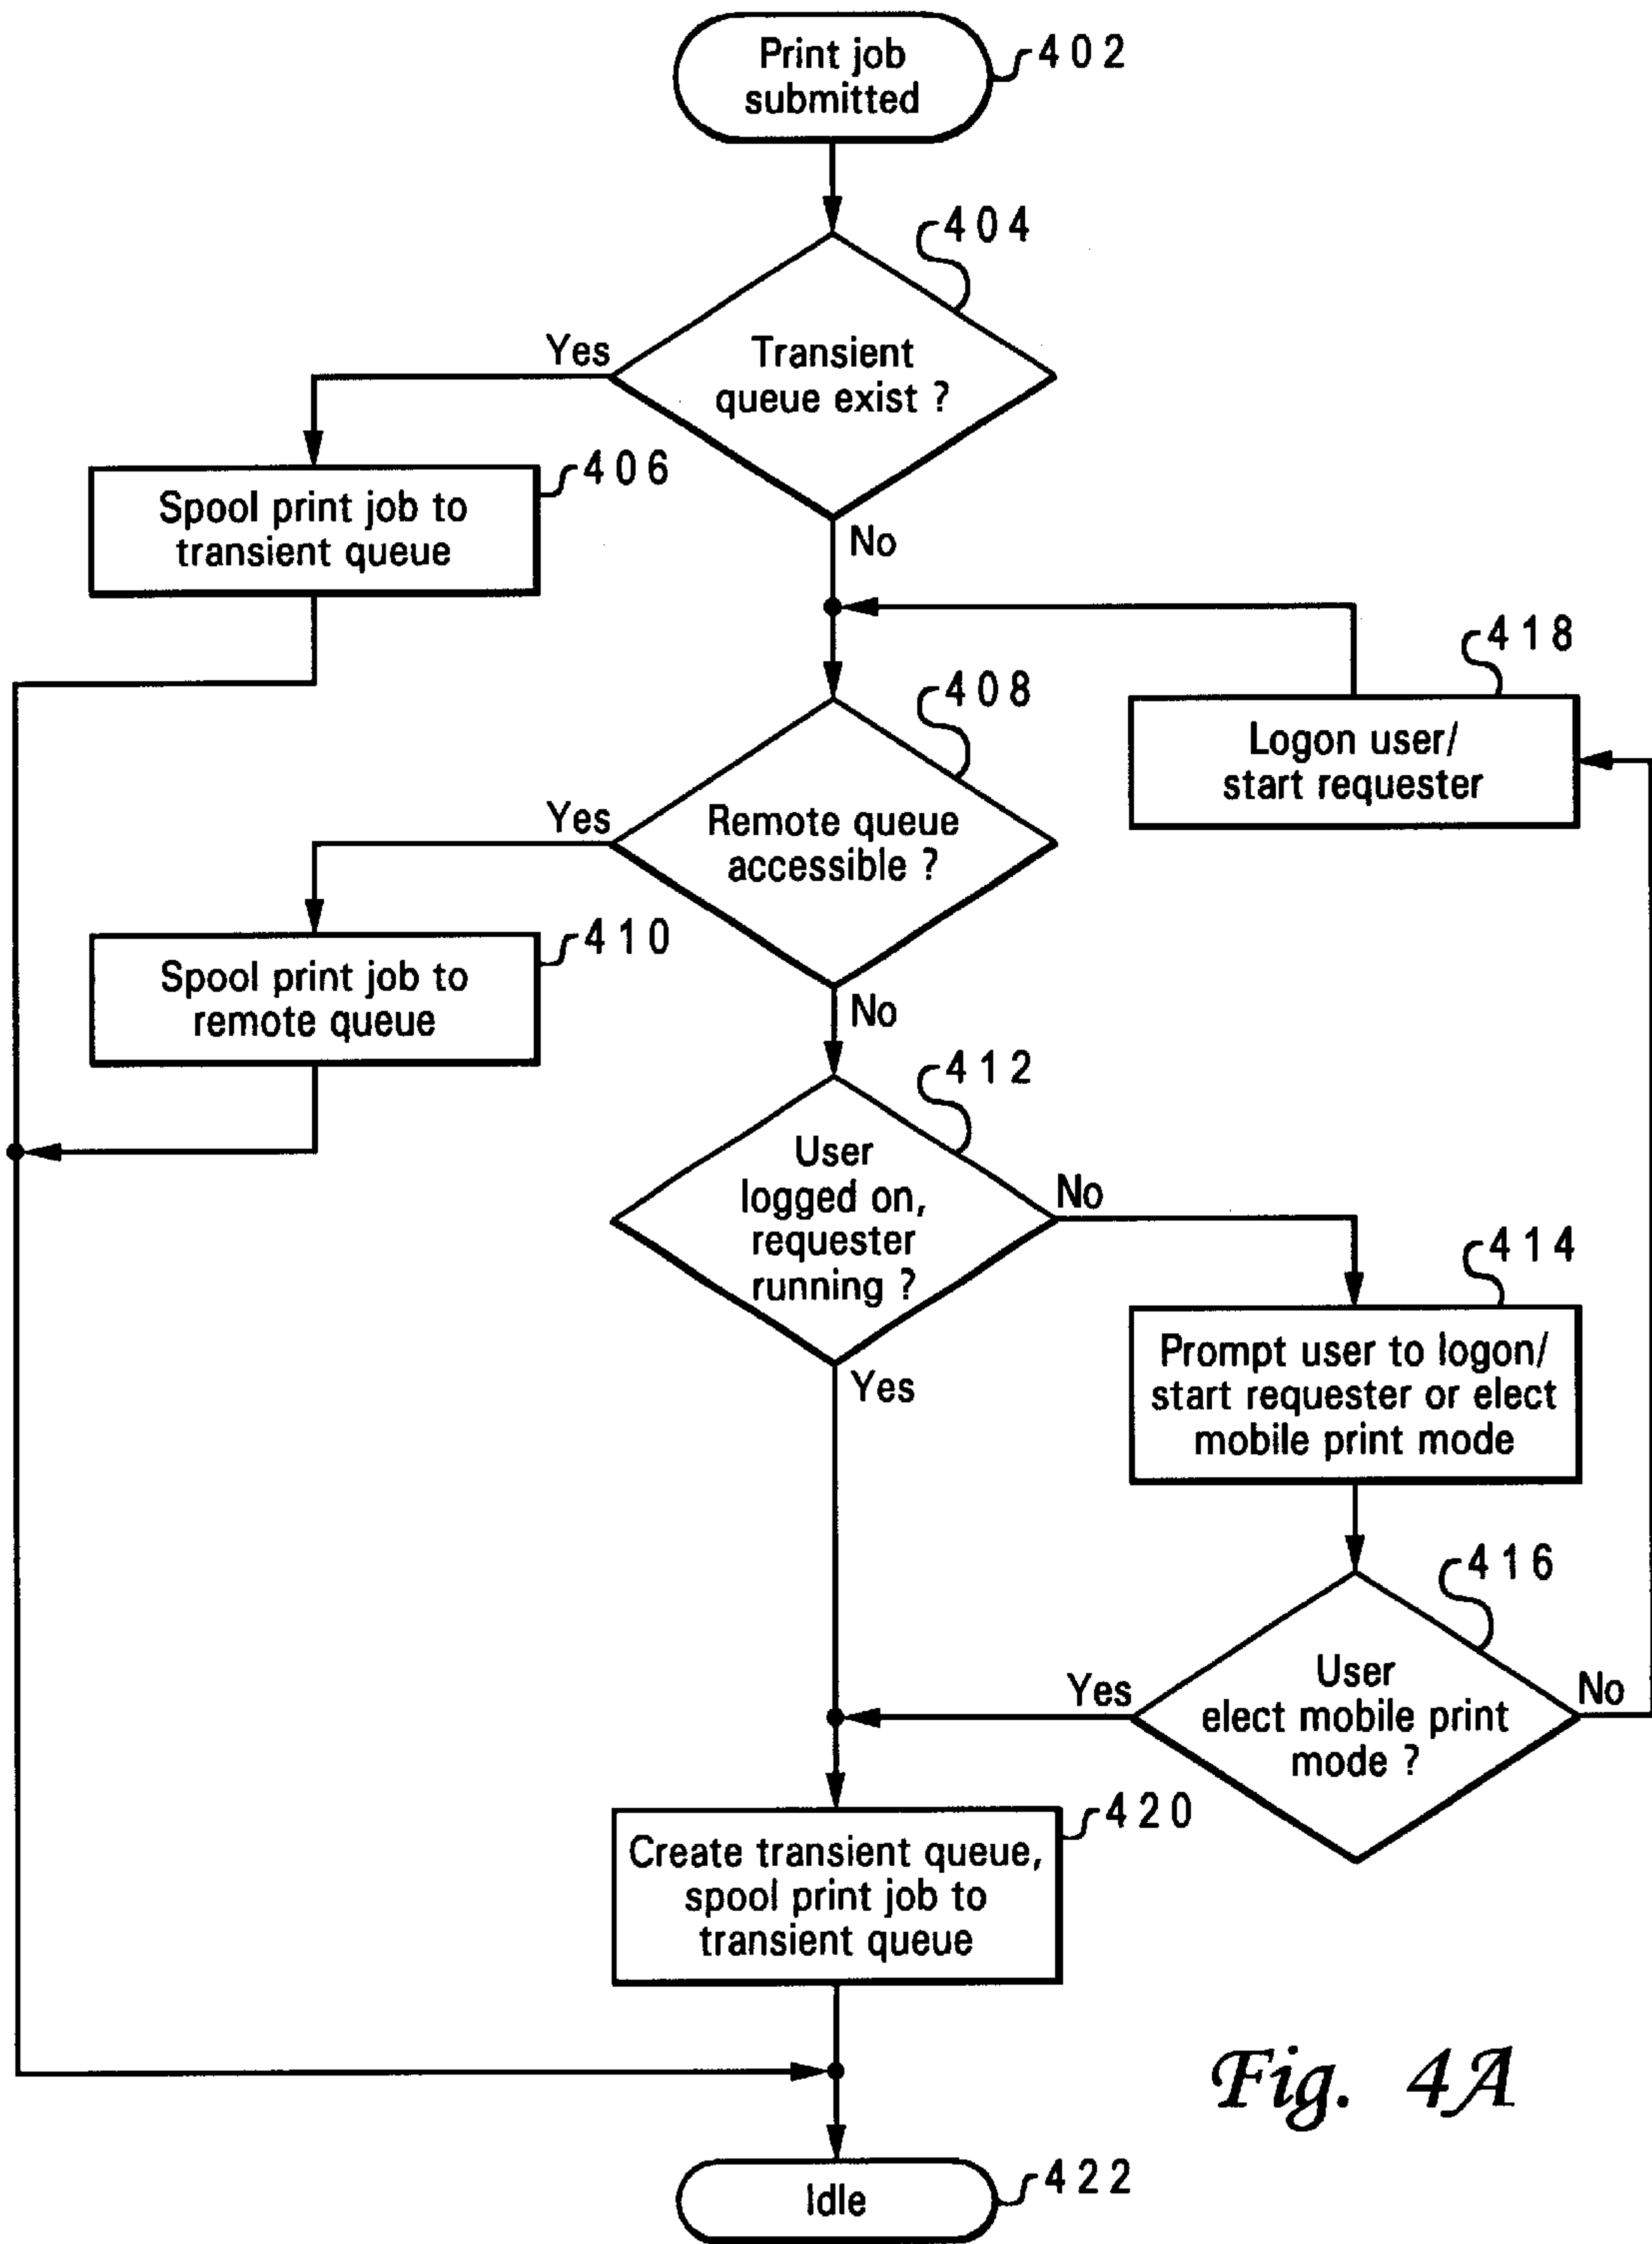 Print job
submitted
402
404
Transient
queue exist ?
Yes
No
406
Spool print job to
transient queue
408
Remote queue
accessible ?
Yes
No
418
Logon user/
start requester
410
Spool print job to
remote queue
412
User
logged on,
requester
running ?
No
Yes
414
Prompt user to logon/
start requester or elect
mobile print mode
416
User
elect mobile print
mode ?
Yes
No
420
Create transient queue,
spool print job to
transient queue
Fig. 4A
Idle
422